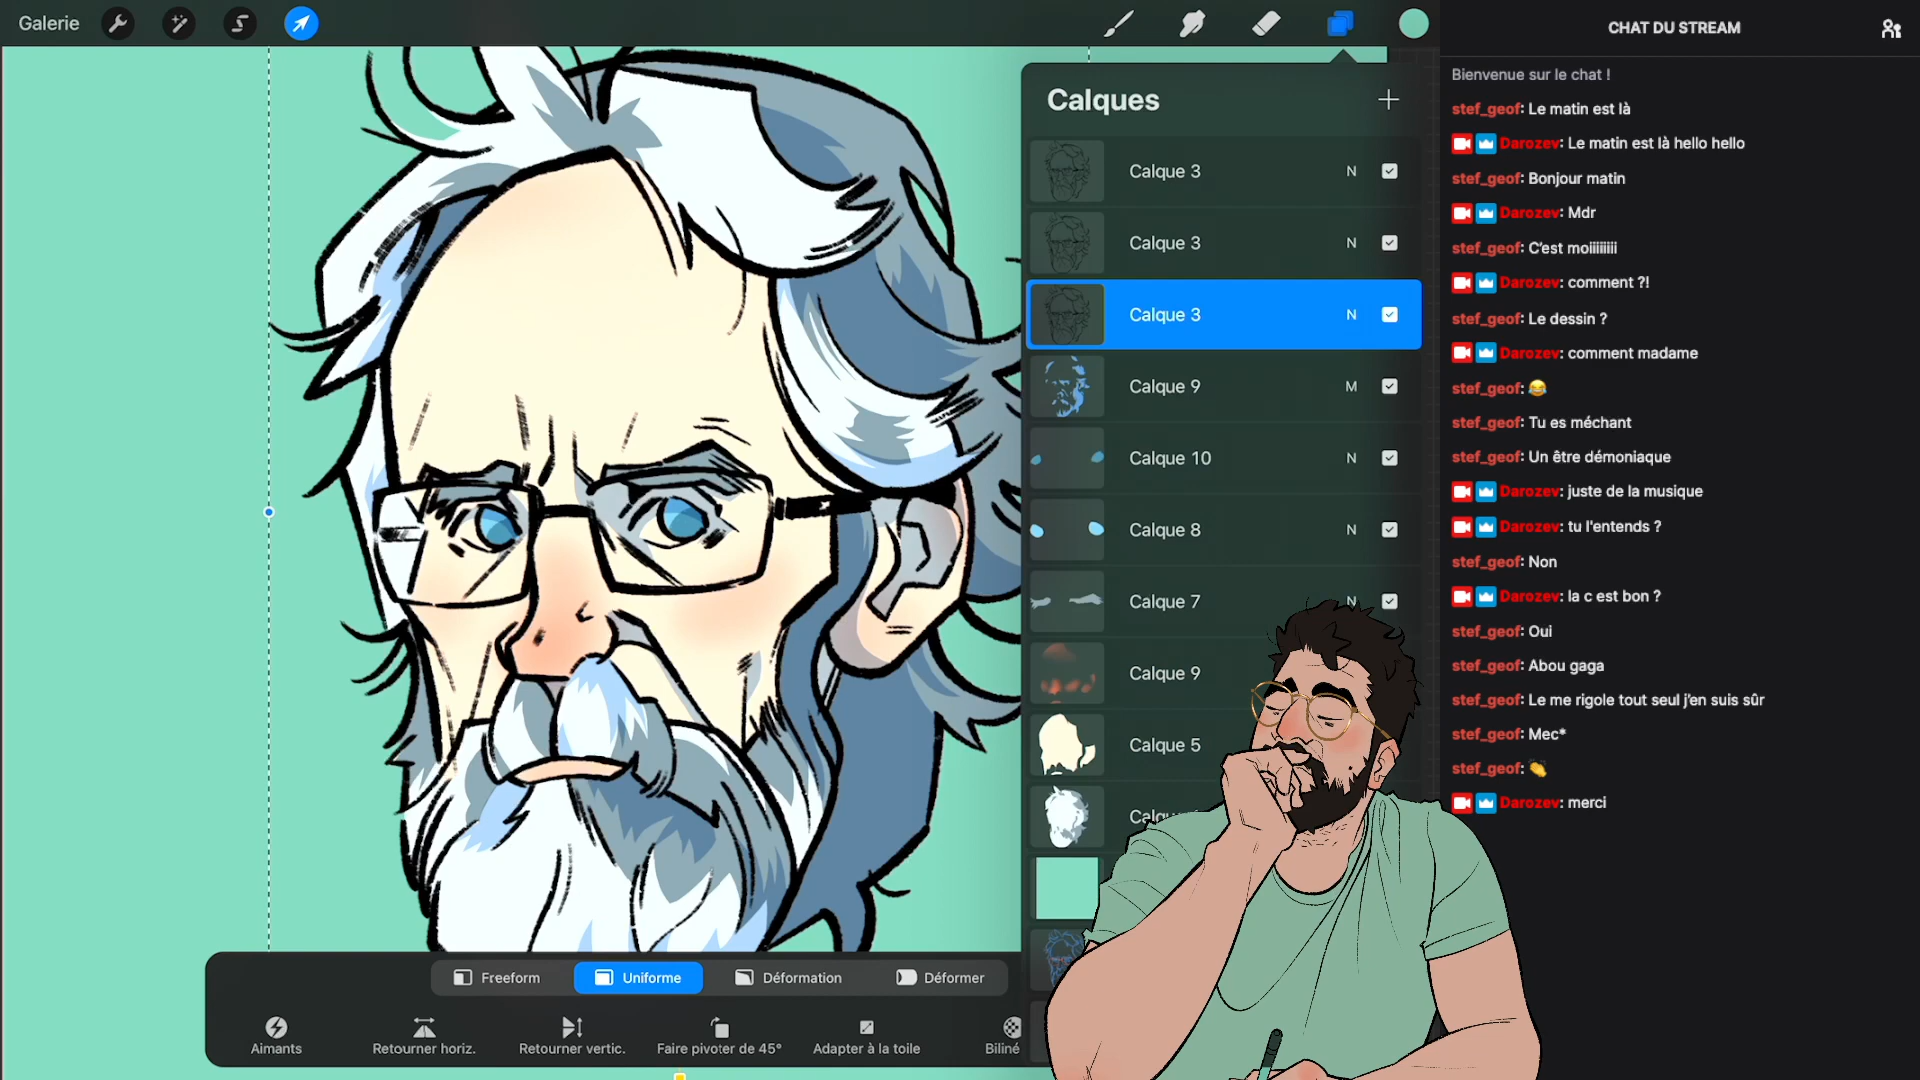 Galerie
Calques
Calque 3
N
Calque 3
N
Calque 3
N
Calque 9
M
Calque 10
N
Calque 8
N
Calque 7
N
Calque 9
Calque 5
Freeform
Uniforme
Déformation
Déformer
Aimants
Retourner horiz.
Retourner vertic.
Faire pivoter de 45°
Adapter à la toile
Biliné
CHAT DU STREAM
Bienvenue sur le chat !
stef_geof: Le matin est là
Darozev: Le matin est là hello hello
stef_geof: Bonjour matin
Darozev: Mdr
stef_geof: C'est moiiiiiiiii
Darozev: comment ?!
stef_geof: Le dessin ?
Darozev: comment madame
stef_geof: 😂
stef_geof: Tu es méchant
stef_geof: Un être démoniaque
Darozev: juste de la musique
Darozev: tu l'entends ?
stef_geof: Non
Darozev: la c est bon ?
stef_geof: Oui
stef_geof: Abou gaga
stef_geof: Le me rigole tout seul j'en suis sûr
stef_geof: Mec*
stef_geof: 👏
Darozev: merci